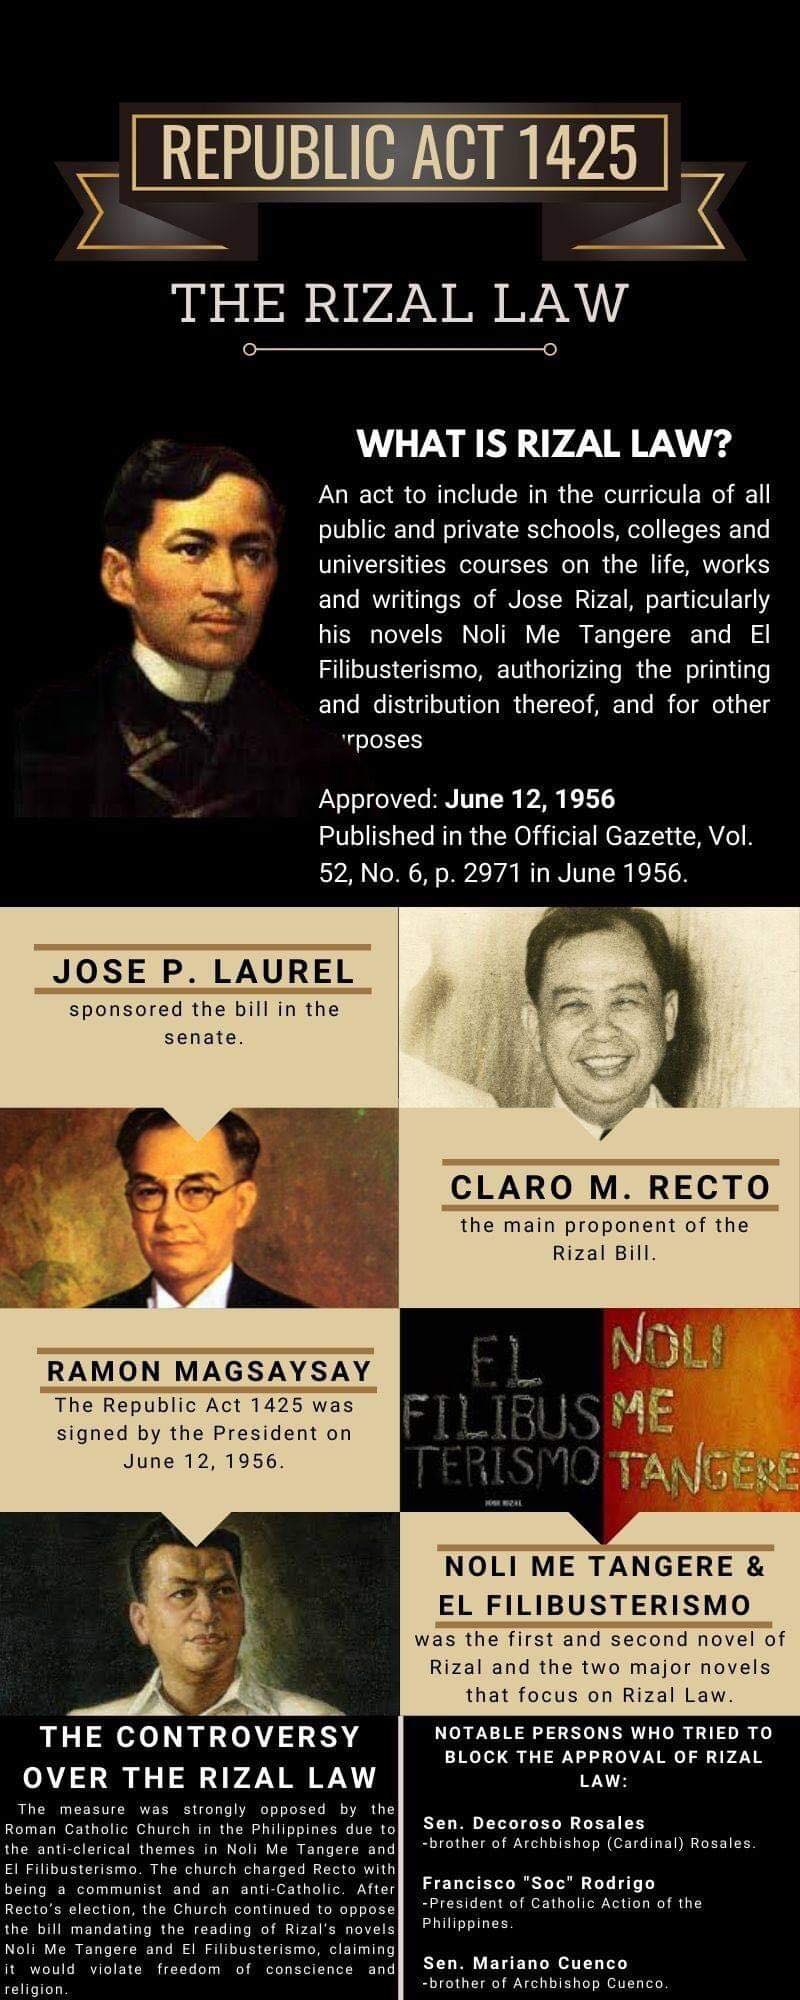 REPUBLIC ACT 1425
THE RIZAL LAW
WHAT IS RIZAL LAW?
An act to include in the curricula of all
public and private schools, colleges and
universities courses on the life, works
and writings of Jose Rizal, particularly
his novels Noli Me Tangere and El
Filibusterismo, authorizing the printing
and distribution thereof, and for other
urposes
Approved: June 12, 1956
Published in the Official Gazette, Vol.
52, No. 6, p. 2971 in June 1956.
JOSE P. LAUREL
sponsored the bill in the
senate.
CLARO M. RECTO
the main proponent of the
Rizal Bill.
RAMON MAGSAYSAY
The Republic Act 1425 was
signed by the President on
June 12, 1956.
EL
FILIBUS
TERISMO
JOSE RIZAL
NOLI
ME
TANGERE
NOLI ME TANGERE &
EL FILIBUSTERISMO
was the first and second novel of
Rizal and the two major novels
that focus on Rizal Law.
THE CONTROVERSY
OVER THE RIZAL LAW
The measure was strongly opposed by the
Roman Catholic Church in the Philippines due to
the anti-clerical themes in Noli Me Tangere and
El Filibusterismo. The church charged Recto with
being a communist and an anti-Catholic. After
Recto's election, the Church continued to oppose
the bill mandating the reading of Rizal's novels
Noli Me Tangere and El Filibusterismo, claiming
it would violate freedom of conscience and
religion.
NOTABLE PERSONS WHO TRIED TO
BLOCK THE APPROVAL OF RIZAL
LAW:
Sen. Decoroso Rosales
-brother of Archbishop (Cardinal) Rosales.
Francisco "Soc" Rodrigo
-President of Catholic Action of the
Philippines.
Sen. Mariano Cuenco
-brother of Archbishop Cuenco.